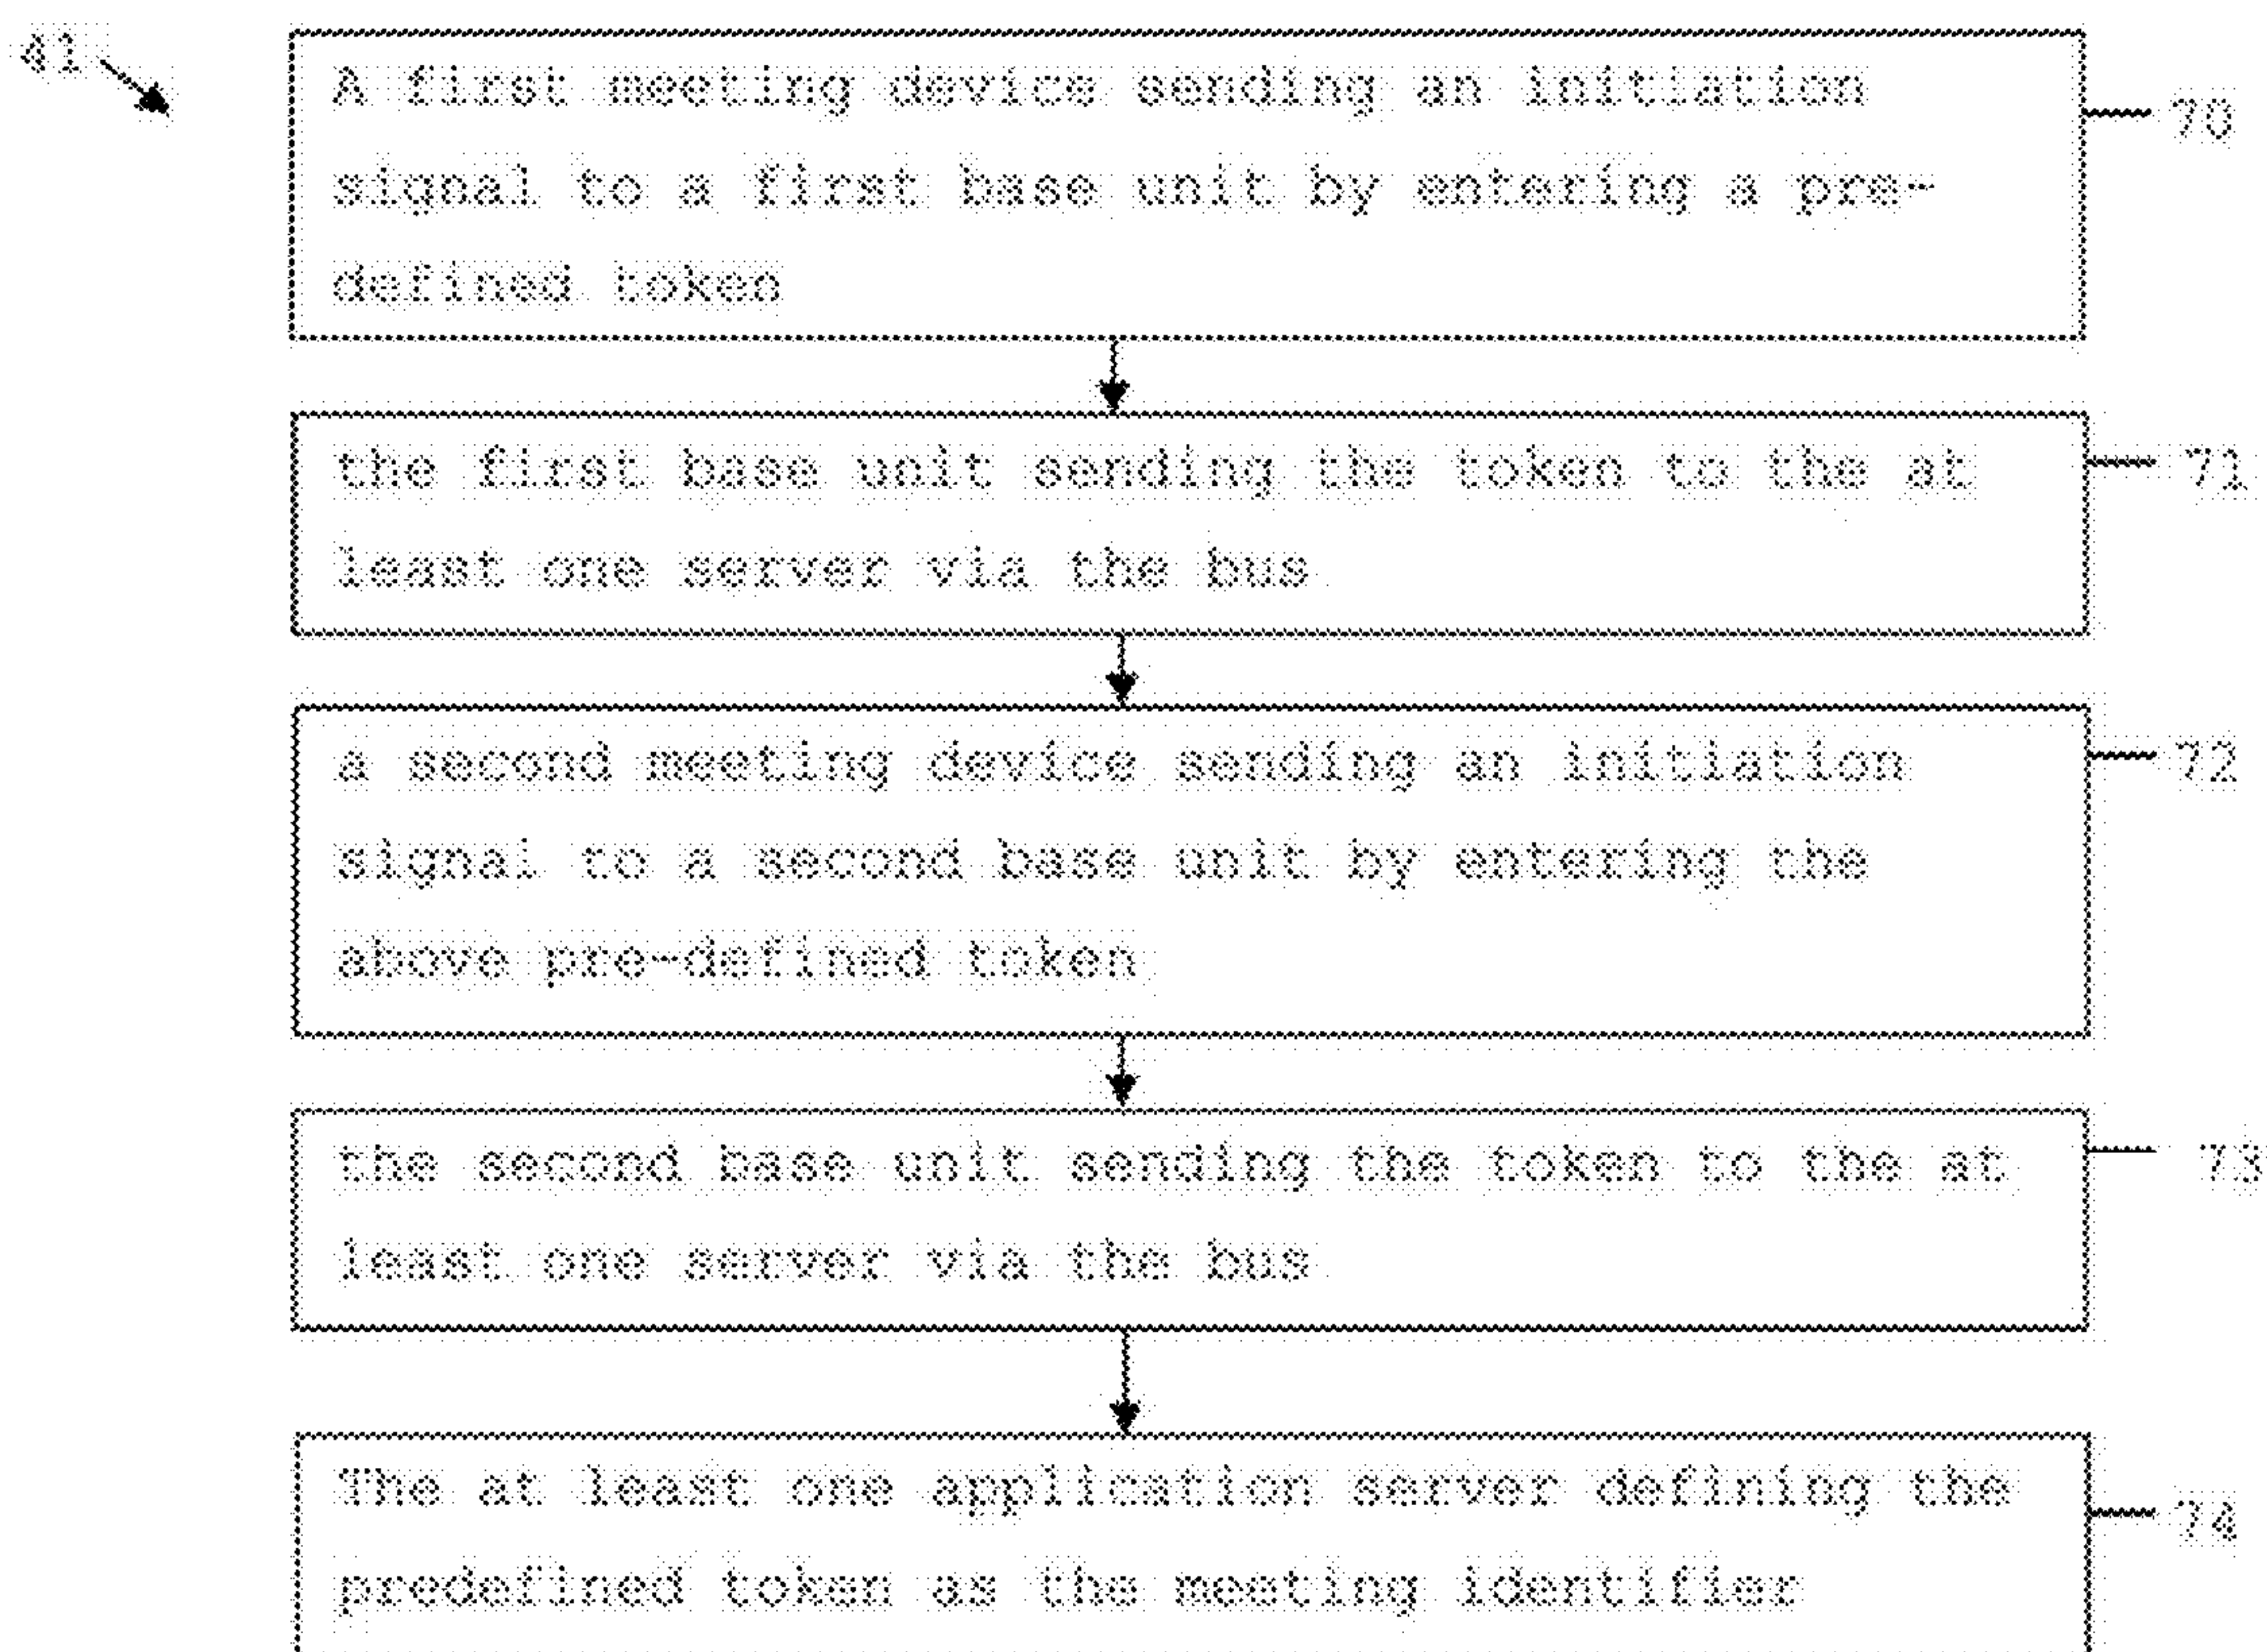 41
A first meeting device sending an initiation
70
signal to a first base unit by entering a pre-
defined token
the first base unit sending the token to the at
71
least one server via the bus
a second meeting device sending an initiation
72
signal to a second base unit by entering the
above pre-defined token
the second base unit sending the token to the at
73
least one server via the bus
The at least one application server defining the
74
predefined token as the meeting identifier